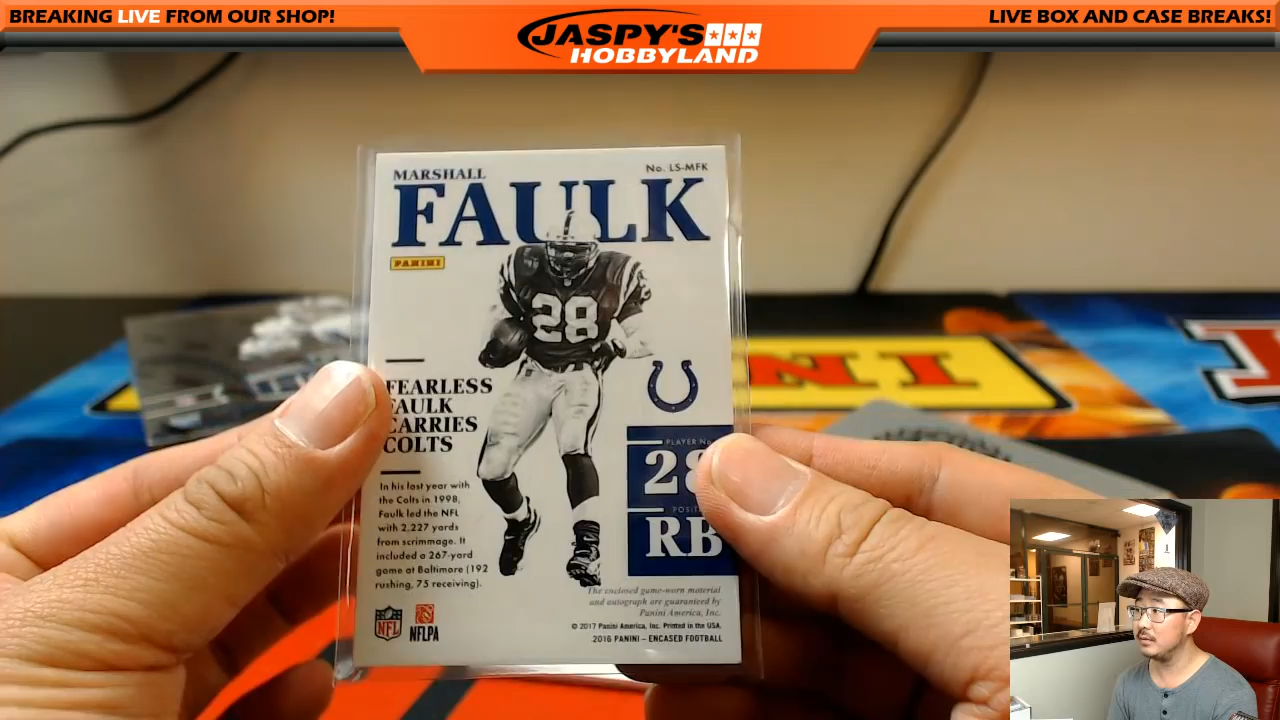 BREAKING LIVE FROM OUR SHOP!
JASPY'S
HOBBYLAND
LIVE BOX AND CASE BREAKS!
MARSHALL
No. LS-MFK
FAULK
PANINI
28
FEARLESS
FAULK
CARRIES
COLTS
In his last year with
the Colts in 1998,
Faulk led the NFL
with 2,227 yards
from scrimmage. It
included a 267-yard
game at Baltimore (192
rushing, 75 receiving).
PLAYER No.
28
RB
The enclosed game-worn material
and autograph are guaranteed by
Panini America, Inc.
© 2017 Panini America, Inc. Printed in the USA.
2016 PANINI – ENCASED FOOTBALL
NFL
NFLPA